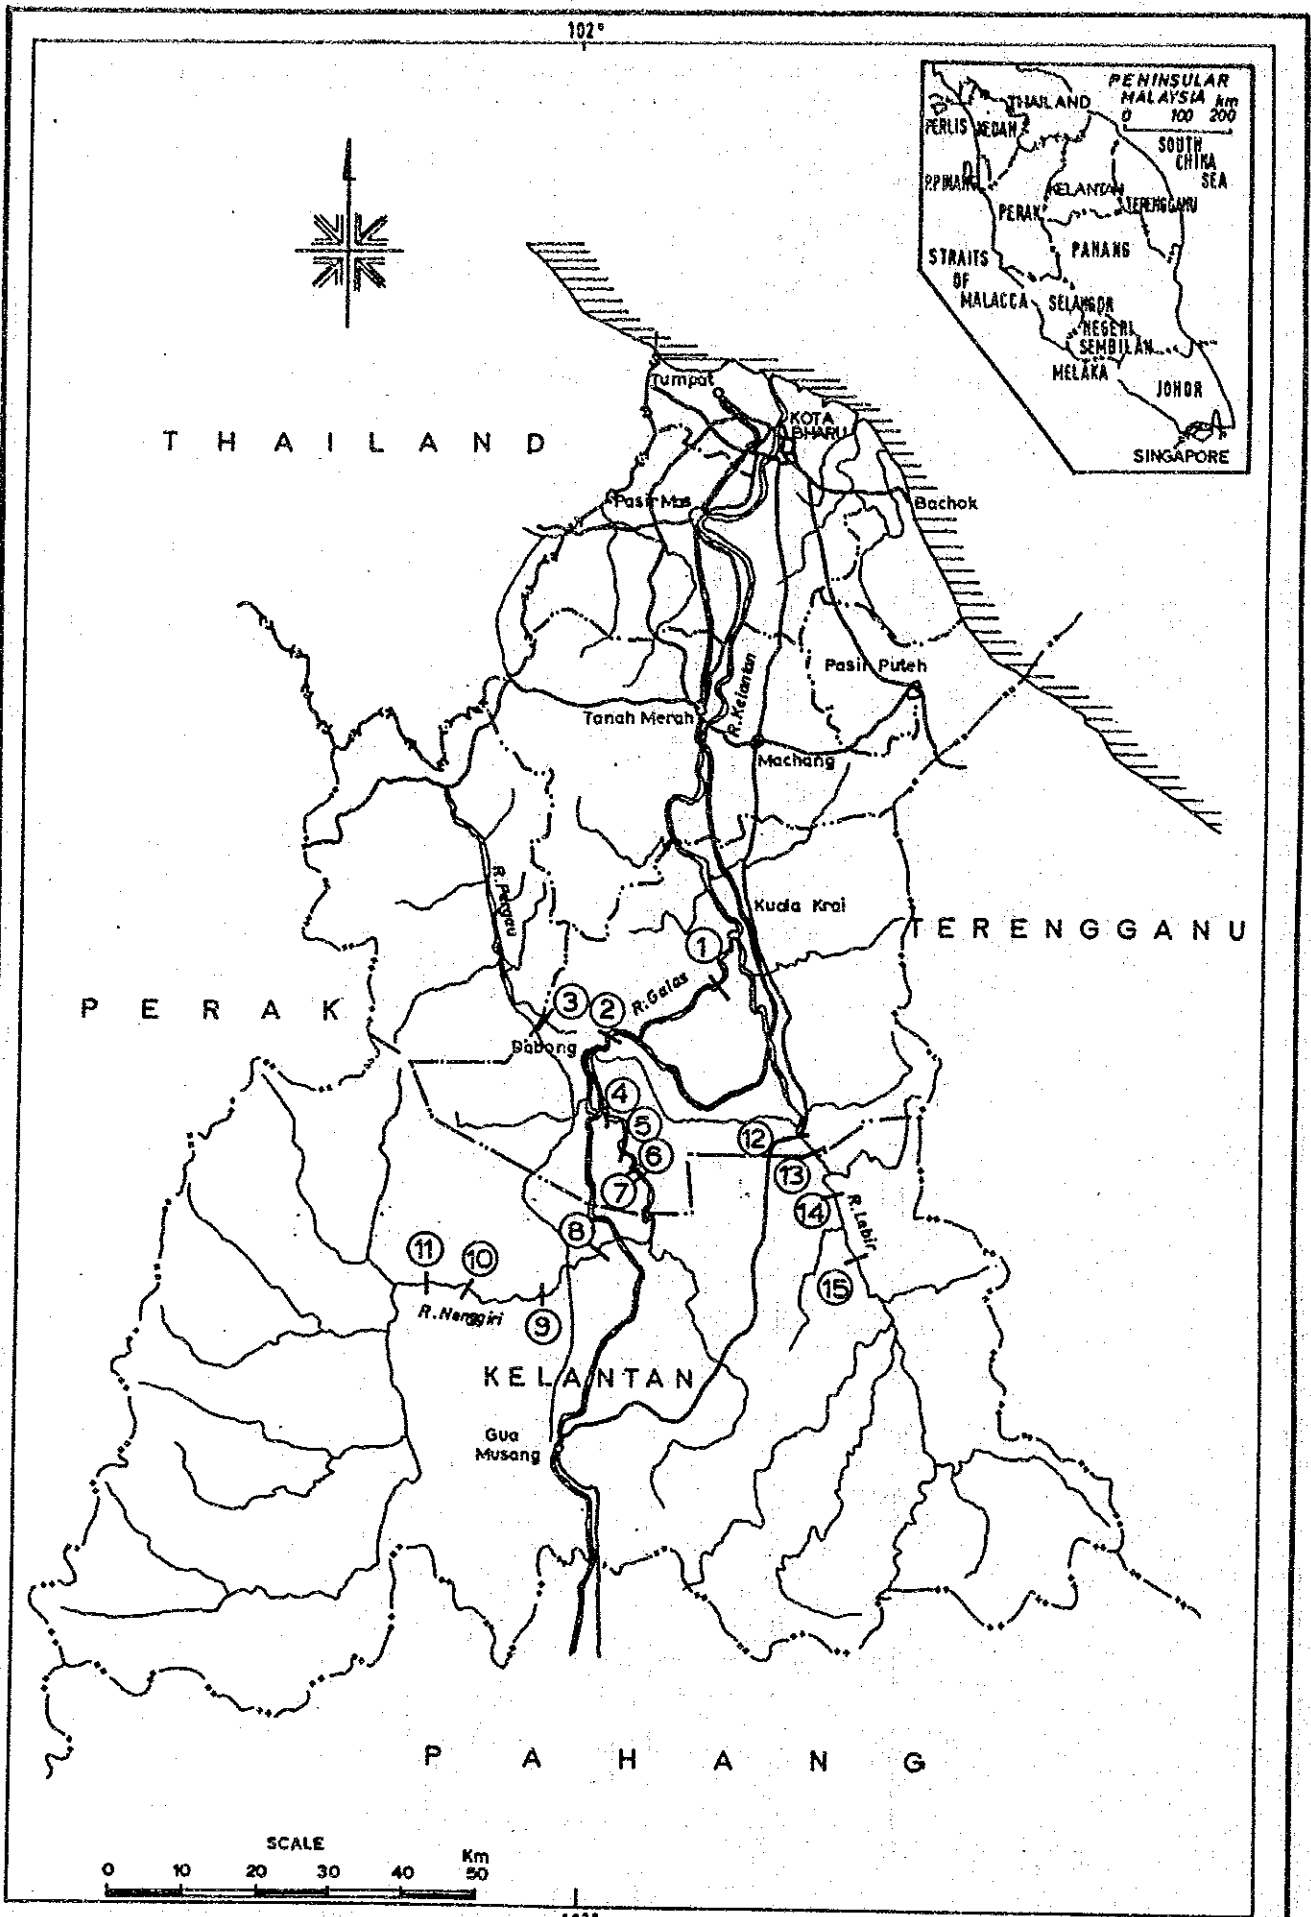 102°
PENINSULAR
MALAYSIA km
0 100 200
THAILAND
PERLIS KEDAH
SOUTH
CHINA
SEA
P.PINANG
KELANTAN
PERAK
TERENGGANU
PAHANG
STRAITS
OF
MALACCA
SELANGOR
NEGERI
SEMBILAN
MELAKA
JOHOR
SINGAPORE
Tumpat
KOTA
BHARU
THAILAND
Pasir Mas
Bachok
R.Kelantan
Pasir Puteh
Tanah Merah
Machang
R.Pergau
Kuala Krai
TERENGGANU
1
R.Galas
PERAK
3 2
Dabong
4
5
12
6
13
7
14
R.Lebir
8
11
10
15
R.Nenggiri
9
KELANTAN
Gua
Musang
PAHANG
SCALE
Km
0 10 20 30 40 50